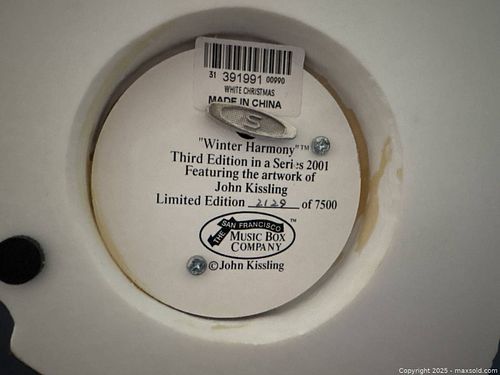 31 391991 00990
WHITE CHRISTMAS
MADE IN CHINA
S
"Winter Harmony"™
Third Edition in a Series 2001
Featuring the artwork of
John Kissling
Limited Edition 2129 of 7500
THE SAN FRANCISCO ™
MUSIC BOX
COMPANY
©John Kissling
Copyright 2025 - maxsold.com